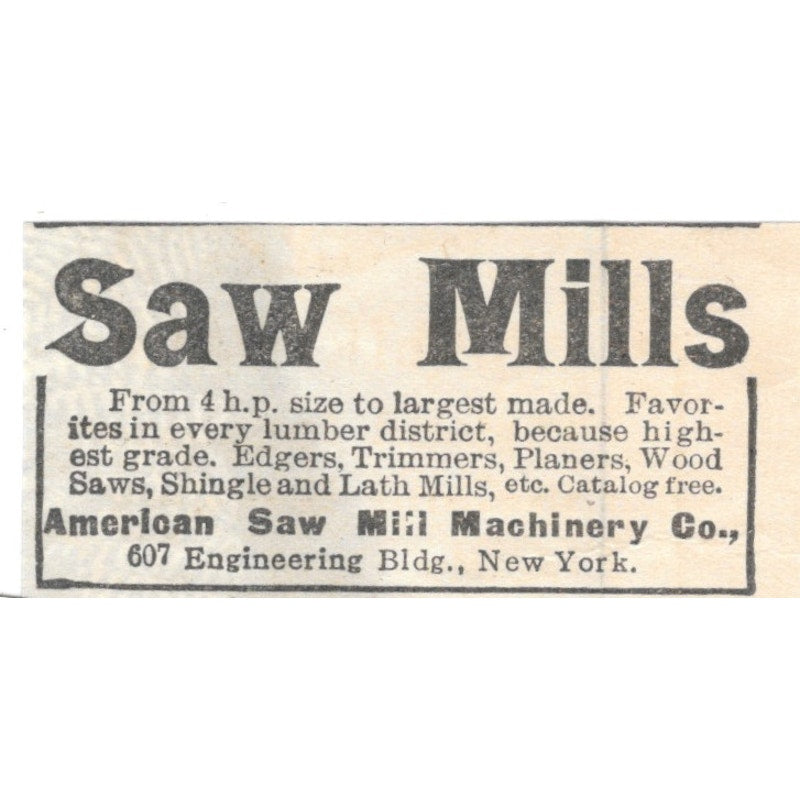 Saw Mills
From 4 h.p. size to largest made. Favor-
ites in every lumber district, because high-
est grade. Edgers, Trimmers, Planers, Wood
Saws, Shingle and Lath Mills, etc. Catalog free.
American Saw Mill Machinery Co.,
607 Engineering Bldg., New York.